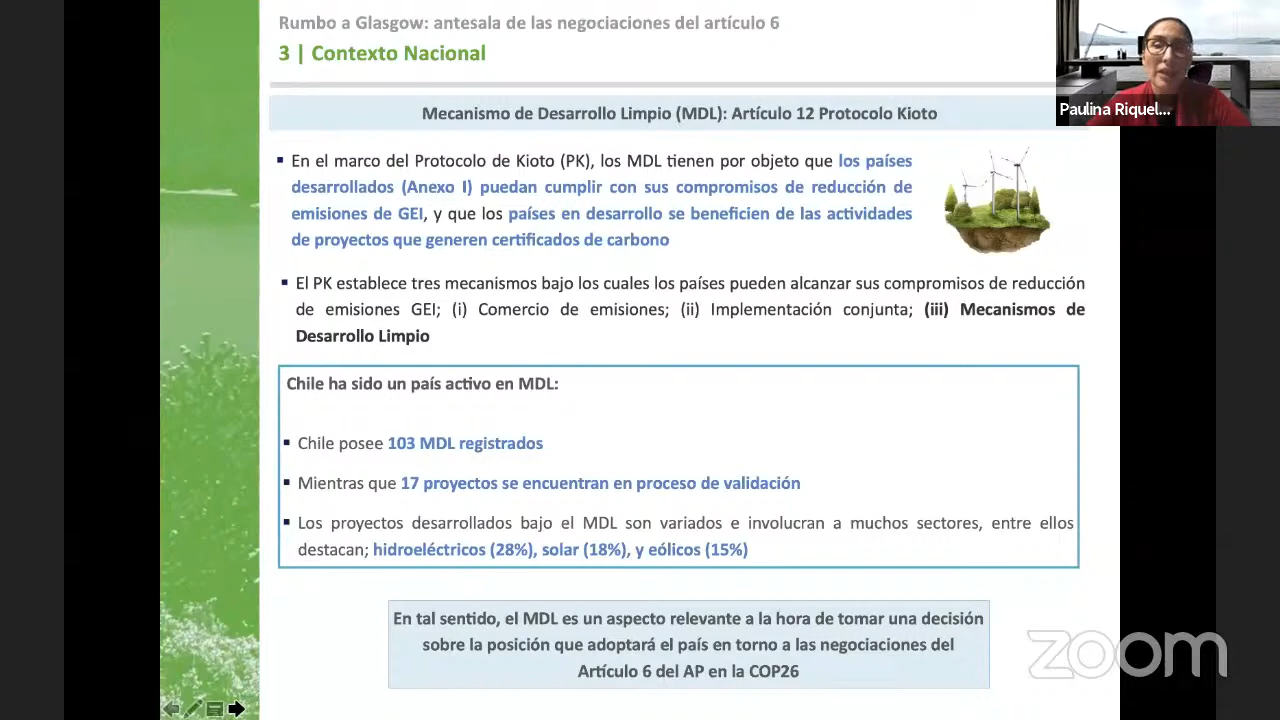 Rumbo a Glasgow: antesala de las negociaciones del artículo 6
3 | Contexto Nacional
Paulina Riquel...
Mecanismo de Desarrollo Limpio (MDL): Artículo 12 Protocolo Kioto
▪ En el marco del Protocolo de Kioto (PK), los MDL tienen por objeto que los países
desarrollados (Anexo I) puedan cumplir con sus compromisos de reducción de
emisiones de GEI, y que los países en desarrollo se beneficien de las actividades
de proyectos que generen certificados de carbono
▪ El PK establece tres mecanismos bajo los cuales los países pueden alcanzar sus compromisos de reducción
de emisiones GEI; (i) Comercio de emisiones; (ii) Implementación conjunta; (iii) Mecanismos de
Desarrollo Limpio
Chile ha sido un país activo en MDL:
▪ Chile posee 103 MDL registrados
▪ Mientras que 17 proyectos se encuentran en proceso de validación
▪ Los proyectos desarrollados bajo el MDL son variados e involucran a muchos sectores, entre ellos
destacan; hidroeléctricos (28%), solar (18%), y eólicos (15%)
En tal sentido, el MDL es un aspecto relevante a la hora de tomar una decisión
sobre la posición que adoptará el país en torno a las negociaciones del
Artículo 6 del AP en la COP26
zoom